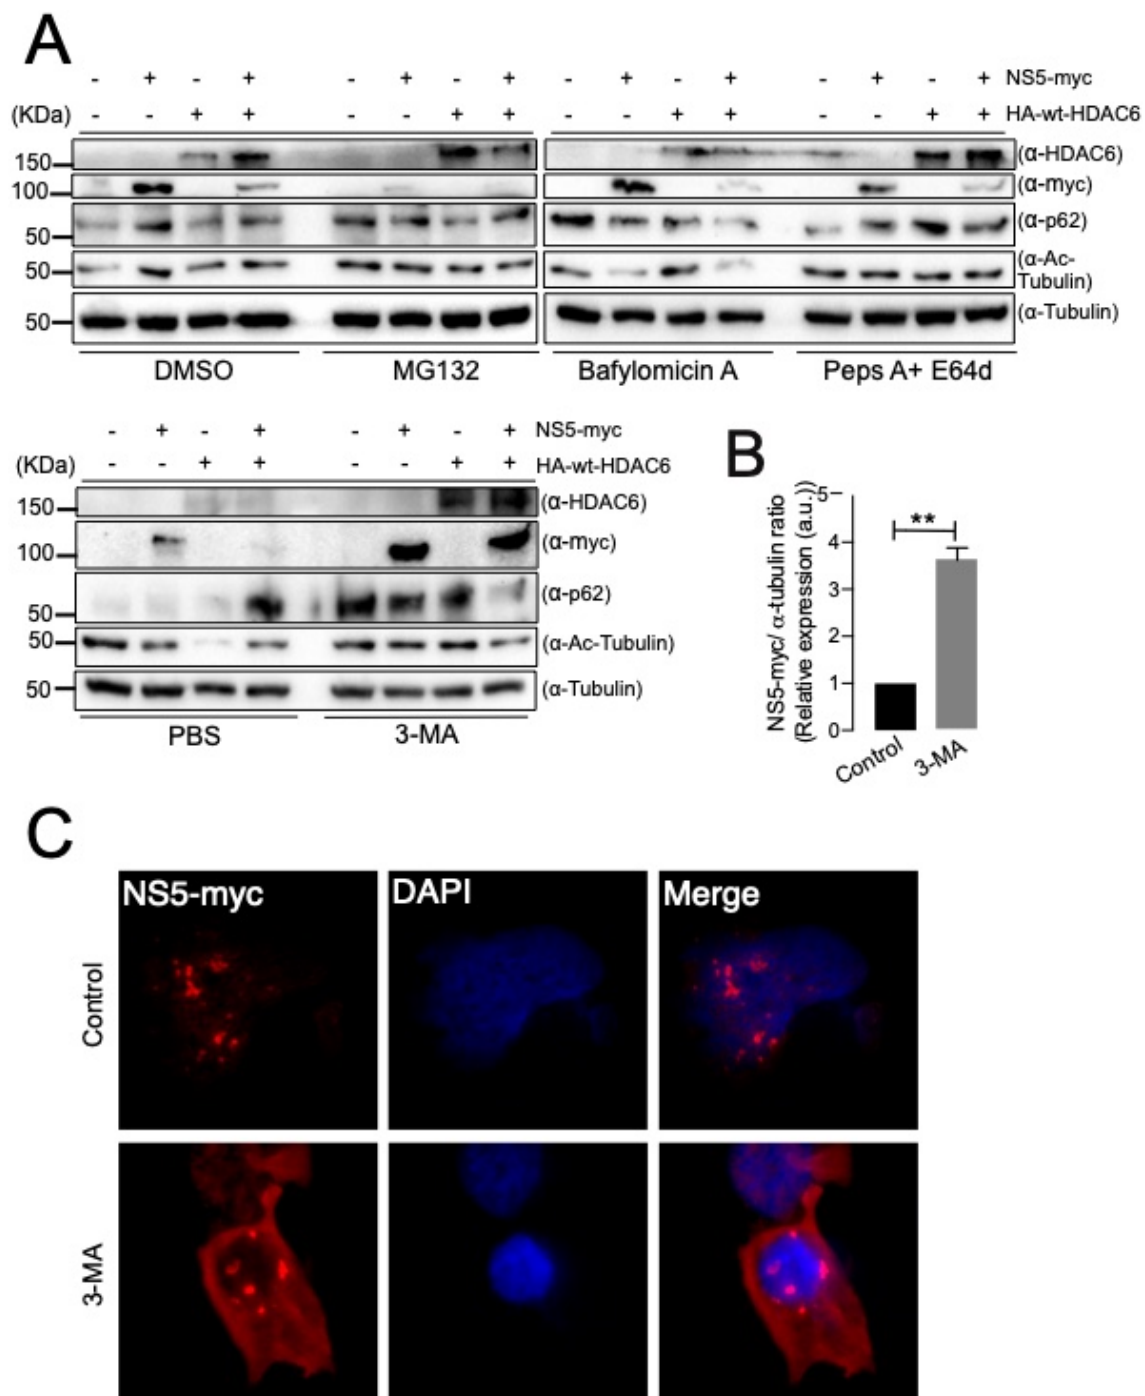 A
- + - + - + - + - + - + - + - + NS5-myc
(KDa) - - + + - - + + - - + + - - + + HA-wt-HDAC6
150 (α-HDAC6)
100 (α-myc)
50 (α-p62)
50 (α-Ac-
Tubulin)
50 (α-Tubulin)
DMSO MG132 Bafylomicin A Peps A+ E64d
- + - + - + - + NS5-myc
(KDa) - - + + - - + + HA-wt-HDAC6
150 (α-HDAC6)
100 (α-myc)
50 (α-p62)
50 (α-Ac-Tubulin)
50 (α-Tubulin)
PBS 3-MA
B
NS5-myc/ α-tubulin ratio
(Relative expression (a.u.))
5
4
3
2
1
0
**
Control 3-MA
C
NS5-myc DAPI Merge
Control
3-MA